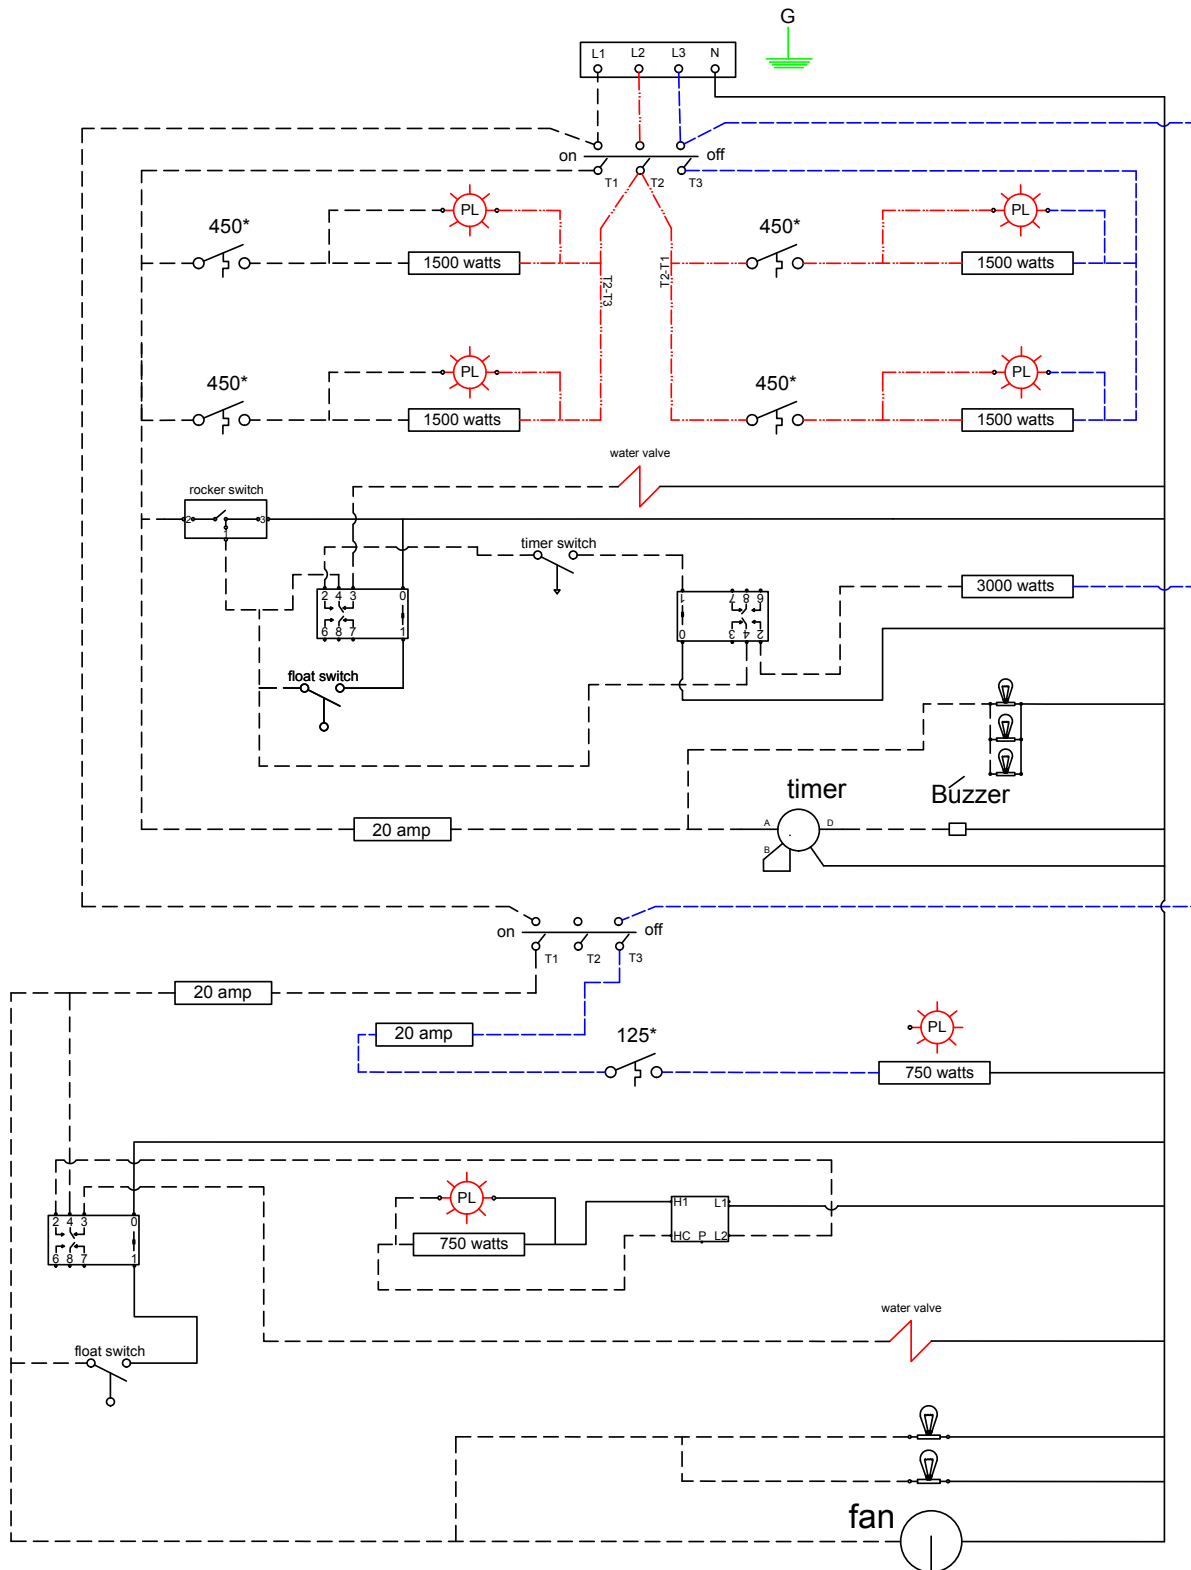 G
L1 L2 L3 N
on off
T1 T2 T3
PL PL
450* 450*
1500 watts 1500 watts
T2-T3 T2-T1
PL PL
450* 450*
1500 watts 1500 watts
water valve
rocker switch
2 3
1
timer switch
2 4 3 0
6 8 7 1
3000 watts
1 7 8 6
0 3 4 2
float switch
timer Buzzer
20 amp
A D
B
on off
T1 T2 T3
20 amp
20 amp
125*
PL
750 watts
PL
750 watts
H1 L1
HC P L2
2 4 3 0
6 8 7 1
water valve
float switch
fan